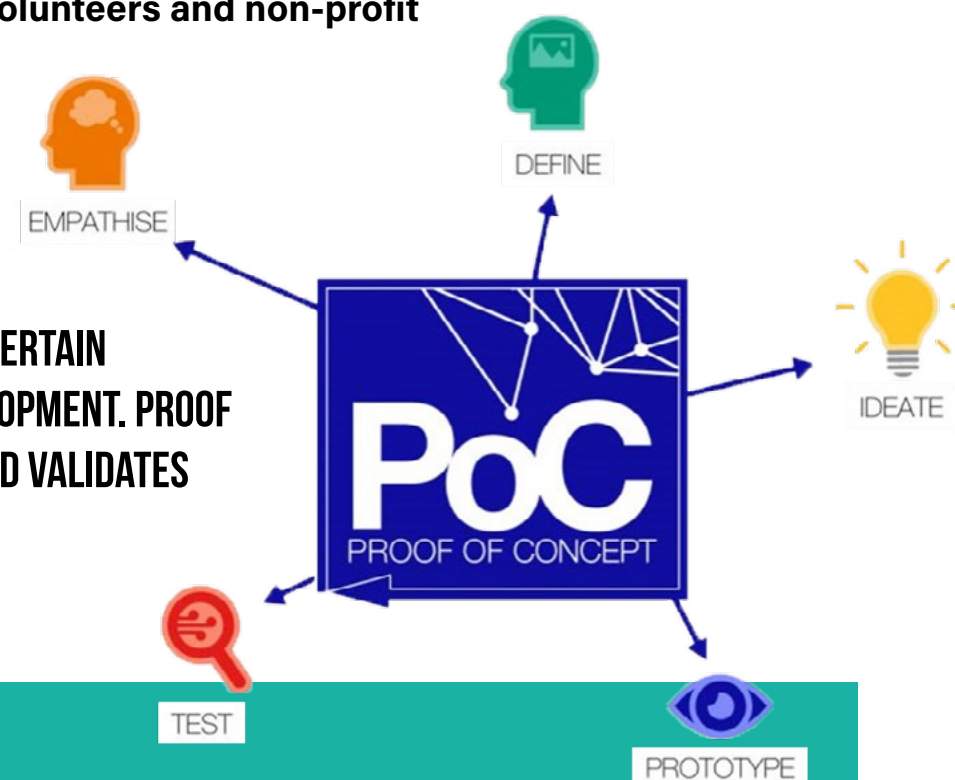 olunteers and non-profit
DEFINE
EMPATHISE
ERTAIN
OPMENT. PROOF
D VALIDATES
IDEATE
PoC
PROOF OF CONCEPT
TEST
PROTOTYPE